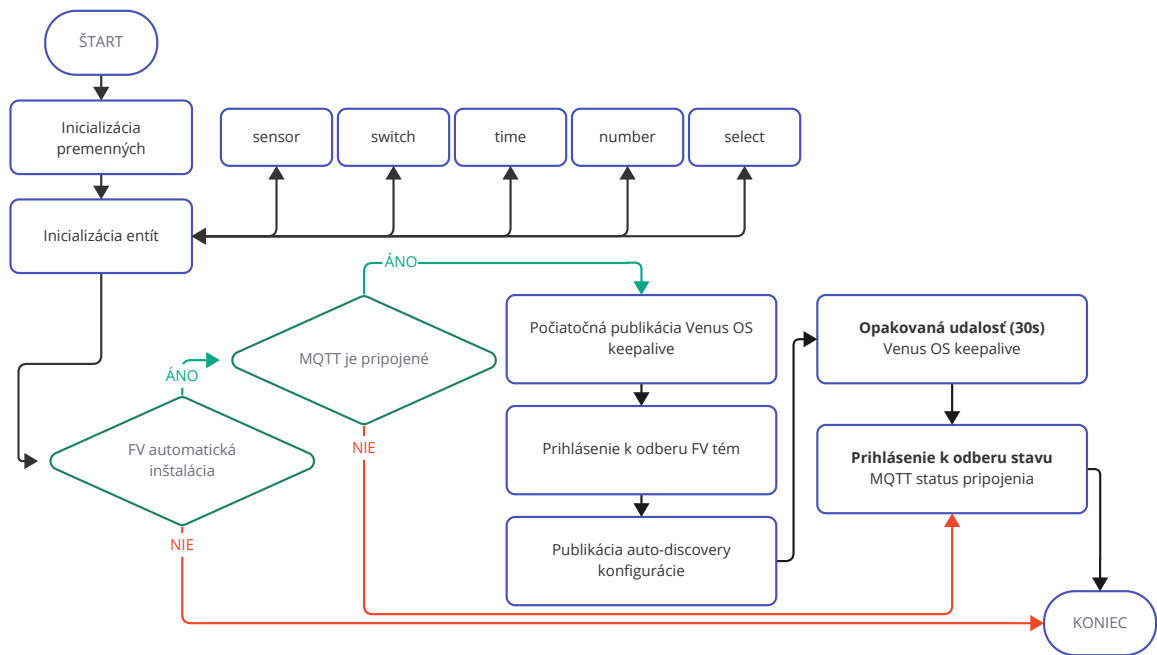 ŠTART
Inicializácia
premenných
sensor
switch
time
number
select
Inicializácia entít
ÁNO
MQTT je pripojené
Počiatočná publikácia Venus OS
keepalive
Opakovaná udalosť (30s)
Venus OS keepalive
ÁNO
FV automatická
inštalácia
NIE
Prihlásenie k odberu FV tém
Prihlásenie k odberu stavu
MQTT status pripojenia
NIE
Publikácia auto-discovery
konfigurácie
KONIEC